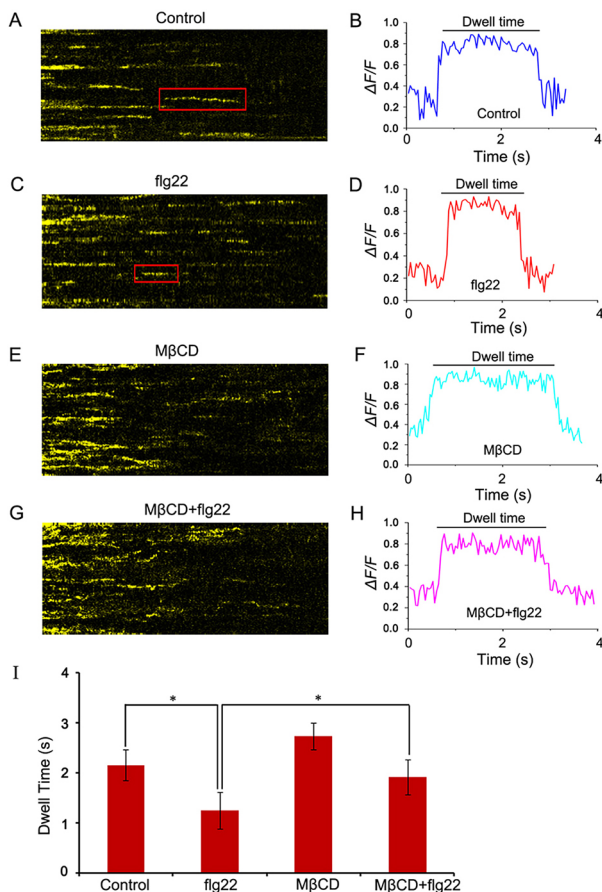 A
Control
B
Dwell time
1.0
0.8
0.6
0.4
0.2
0.0
ΔF/F
Control
0 2 4
Time (s)
C
flg22
D
Dwell time
1.0
0.8
0.6
0.4
0.2
0.0
ΔF/F
flg22
0 2 4
Time (s)
E
MβCD
F
Dwell time
1.0
0.8
0.6
0.4
0.2
0.0
ΔF/F
MβCD
0 2 4
Time (s)
G
MβCD+flg22
H
Dwell time
1.0
0.8
0.6
0.4
0.2
0.0
ΔF/F
MβCD+flg22
0 2 4
Time (s)
I
4
3
2
1
0
Dwell Time (s)
* *
Control flg22 MβCD MβCD+flg22